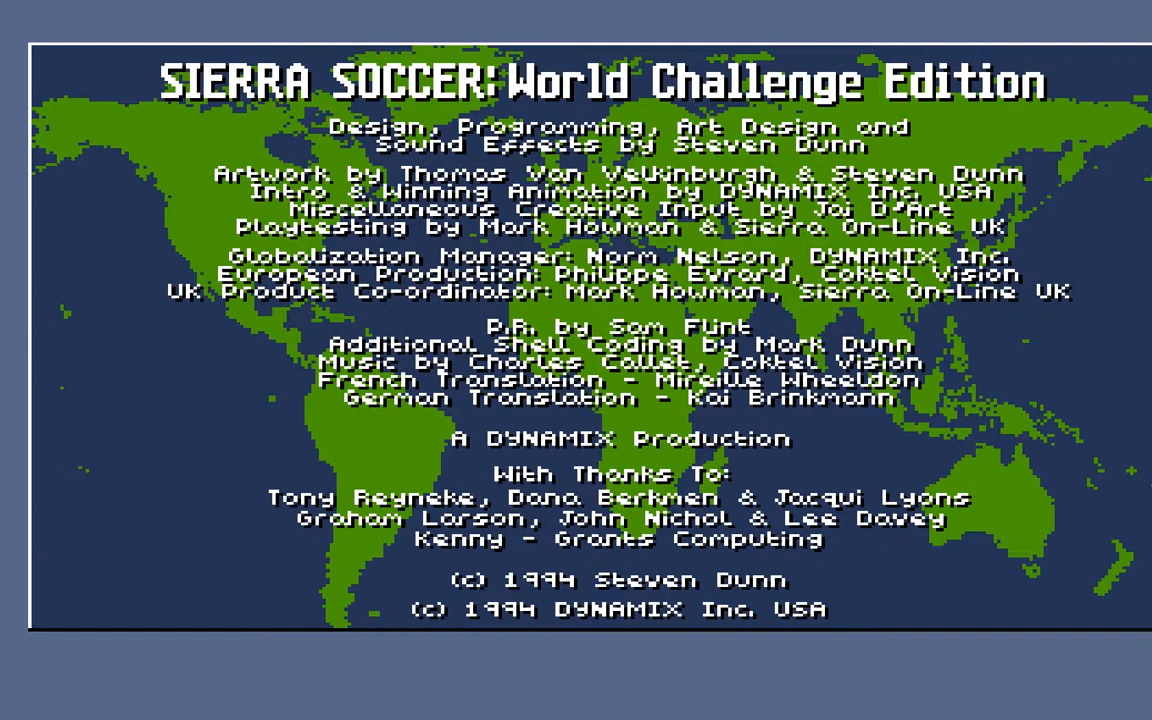 SIERRA SOCCER: World Challenge Edition
Design, Programming, Art Design and
Sound Effects by Steven Dunn
Artwork by Thomas Van Velkinburgh & Steven Dunn
Intro & Winning Animation by DYNAMIX Inc. USA
Miscellaneous Creative Input by Jai D'Art
Playtesting by Mark Howman & Sierra On-Line UK
Globalization Manager: Norm Nelson, DYNAMIX Inc.
European Production: Philippe Evrard, Coktel Vision
UK Product Co-ordinator: Mark Howman, Sierra On-Line UK
P.R. by Sam Flint
Additional Shell Coding by Mark Dunn
Music by Charles Callet, Coktel Vision
French Translation - Mireille Wheeldon
German Translation - Kai Brinkmann
A DYNAMIX Production
With Thanks To:
Tony Reyneke, Dana Berkmen & Jacqui Lyons
Graham Larson, John Nichol & Lee Davey
Kenny - Grants Computing
(c) 1994 Steven Dunn
(c) 1994 DYNAMIX Inc. USA